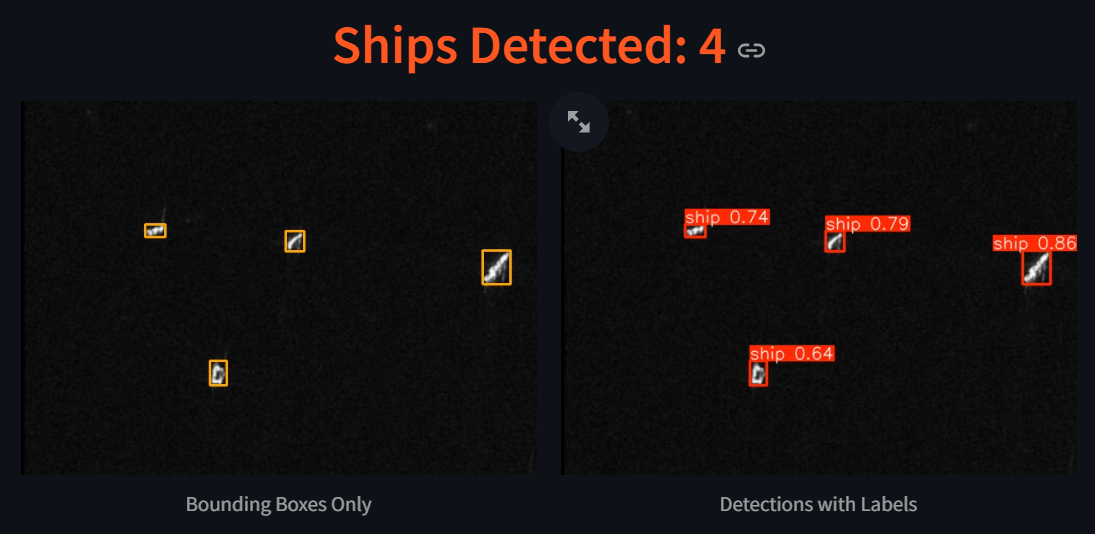 Ships Detected: 4
ship 0.74
ship 0.79
ship 0.86
ship 0.64
Bounding Boxes Only
Detections with Labels